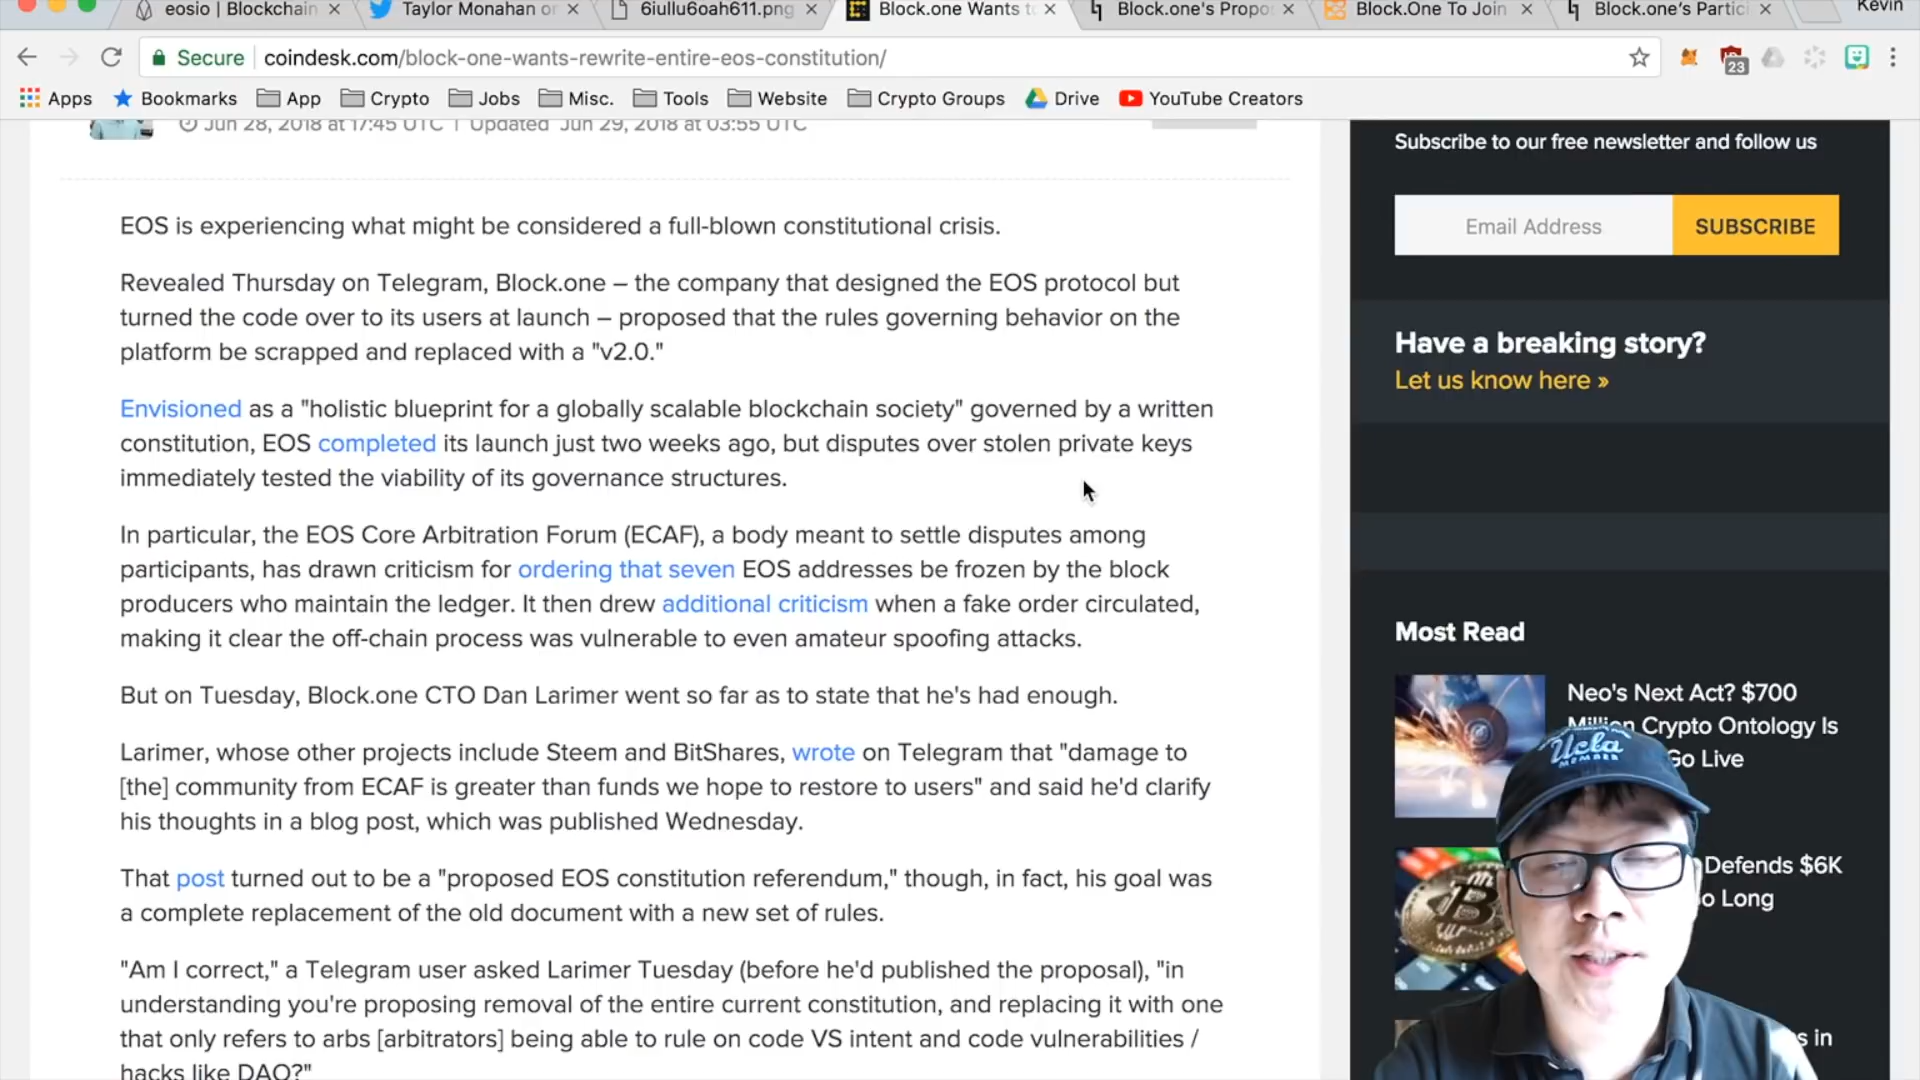 eosio | Blockchain
Taylor Monahan on
6iullu6oah611.png
Block.one Wants to
Block.one's Propo
Block.One To Join
Block.one's Partici
Kevin
Secure
coindesk.com/block-one-wants-rewrite-entire-eos-constitution/
23
Apps
Bookmarks
App
Crypto
Jobs
Misc.
Tools
Website
Crypto Groups
Drive
YouTube Creators
Jun 28, 2018 at 17:45 UTC | Updated Jun 29, 2018 at 03:55 UTC
EOS is experiencing what might be considered a full-blown constitutional crisis.
Revealed Thursday on Telegram, Block.one – the company that designed the EOS protocol but
turned the code over to its users at launch – proposed that the rules governing behavior on the
platform be scrapped and replaced with a "v2.0."
Envisioned as a "holistic blueprint for a globally scalable blockchain society" governed by a written
constitution, EOS completed its launch just two weeks ago, but disputes over stolen private keys
immediately tested the viability of its governance structures.
In particular, the EOS Core Arbitration Forum (ECAF), a body meant to settle disputes among
participants, has drawn criticism for ordering that seven EOS addresses be frozen by the block
producers who maintain the ledger. It then drew additional criticism when a fake order circulated,
making it clear the off-chain process was vulnerable to even amateur spoofing attacks.
But on Tuesday, Block.one CTO Dan Larimer went so far as to state that he's had enough.
Larimer, whose other projects include Steem and BitShares, wrote on Telegram that "damage to
[the] community from ECAF is greater than funds we hope to restore to users" and said he'd clarify
his thoughts in a blog post, which was published Wednesday.
That post turned out to be a "proposed EOS constitution referendum," though, in fact, his goal was
a complete replacement of the old document with a new set of rules.
"Am I correct," a Telegram user asked Larimer Tuesday (before he'd published the proposal), "in
understanding you're proposing removal of the entire current constitution, and replacing it with one
that only refers to arbs [arbitrators] being able to rule on code VS intent and code vulnerabilities /
hacks like DAO?"
Subscribe to our free newsletter and follow us
Email Address
SUBSCRIBE
Have a breaking story?
Let us know here »
Most Read
Neo's Next Act? $700
Million Crypto Ontology Is
Go Live
Defends $6K
o Long
s in
Ucla
MEMBER